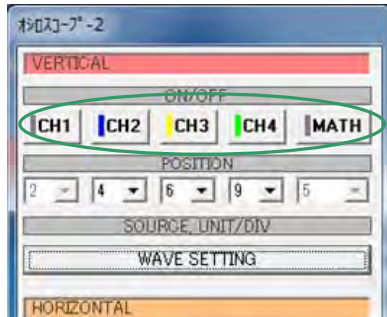 ｵｼﾛｽｺｰﾌﾟ-2
VERTICAL
ON/OFF
CH1 CH2 CH3 CH4 MATH
POSITION
2 4 6 9 5
SOURCE, UNIT/DIV
WAVE SETTING
HORIZONTAL